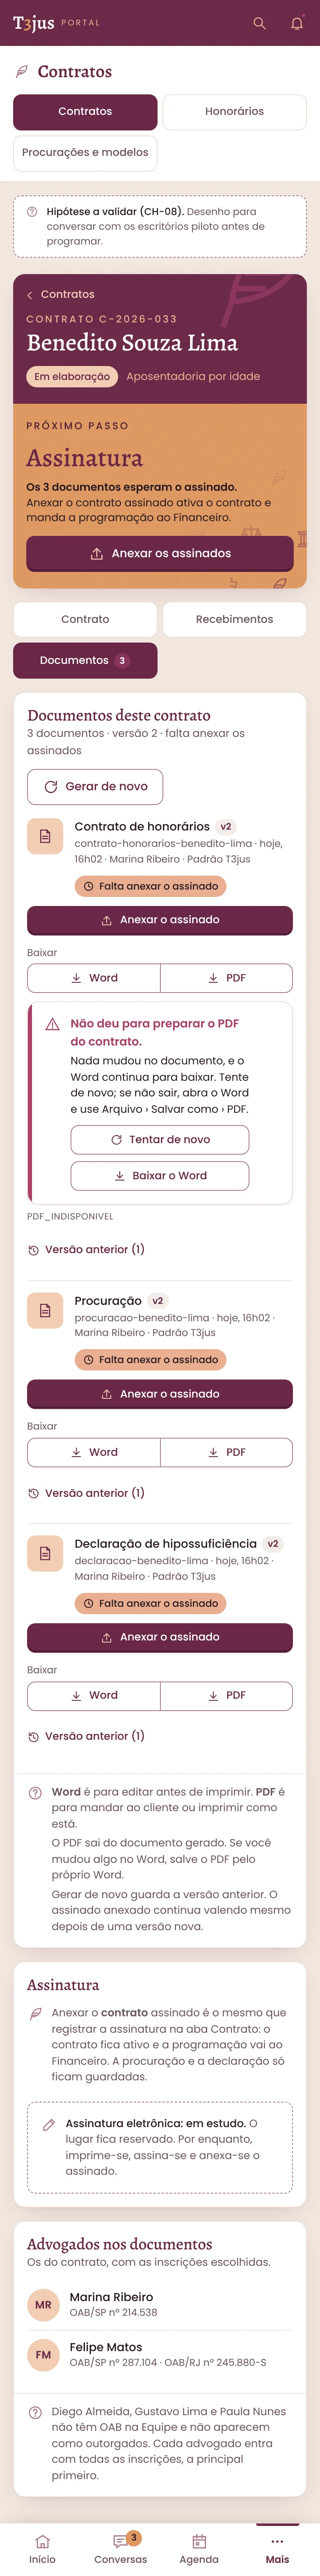 T3jus PORTAL
Contratos
Contratos
Honorários
Procurações e modelos
Hipótese a validar (CH-08). Desenho para
conversar com os escritórios piloto antes de
programar.
Contratos
CONTRATO C-2026-033
Benedito Souza Lima
Em elaboração
Aposentadoria por idade
PRÓXIMO PASSO
Assinatura
Os 3 documentos esperam o assinado.
Anexar o contrato assinado ativa o contrato e
manda a programação ao Financeiro.
Anexar os assinados
Contrato
Recebimentos
Documentos 3
Documentos deste contrato
3 documentos · versão 2 · falta anexar os
assinados
Gerar de novo
Contrato de honorários v2
contrato-honorarios-benedito-lima · hoje,
16h02 · Marina Ribeiro · Padrão T3jus
Falta anexar o assinado
Anexar o assinado
Baixar
Word
PDF
Não deu para preparar o PDF
do contrato.
Nada mudou no documento, e o
Word continua para baixar. Tente
de novo; se não sair, abra o Word
e use Arquivo › Salvar como › PDF.
Tentar de novo
Baixar o Word
PDF_INDISPONIVEL
Versão anterior (1)
Procuração v2
procuracao-benedito-lima · hoje, 16h02 ·
Marina Ribeiro · Padrão T3jus
Falta anexar o assinado
Anexar o assinado
Baixar
Word
PDF
Versão anterior (1)
Declaração de hipossuficiência v2
declaracao-benedito-lima · hoje, 16h02 ·
Marina Ribeiro · Padrão T3jus
Falta anexar o assinado
Anexar o assinado
Baixar
Word
PDF
Versão anterior (1)
Word é para editar antes de imprimir. PDF é
para mandar ao cliente ou imprimir como
está.
O PDF sai do documento gerado. Se você
mudou algo no Word, salve o PDF pelo
próprio Word.
Gerar de novo guarda a versão anterior. O
assinado anexado continua valendo mesmo
depois de uma versão nova.
Assinatura
Anexar o contrato assinado é o mesmo que
registrar a assinatura na aba Contrato: o
contrato fica ativo e a programação vai ao
Financeiro. A procuração e a declaração só
ficam guardadas.
Assinatura eletrônica: em estudo. O
lugar fica reservado. Por enquanto,
imprime-se, assina-se e anexa-se o
assinado.
Advogados nos documentos
Os do contrato, com as inscrições escolhidas.
MR
Marina Ribeiro
OAB/SP nº 214.538
FM
Felipe Matos
OAB/SP nº 287.104 · OAB/RJ nº 245.880-S
Diego Almeida, Gustavo Lima e Paula Nunes
não têm OAB na Equipe e não aparecem
como outorgados. Cada advogado entra
com todas as inscrições, a principal
primeiro.
Início
3
Conversas
Agenda
Mais